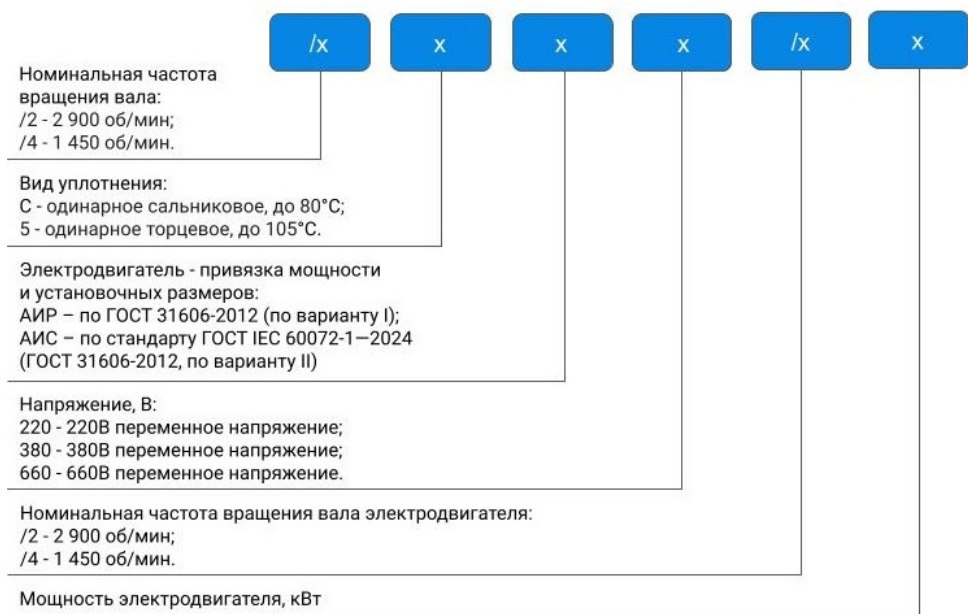 /x x x x /x x
Номинальная частота
вращения вала:
/2 - 2 900 об/мин;
/4 - 1 450 об/мин.
Вид уплотнения:
С - одинарное сальниковое, до 80°С;
5 - одинарное торцевое, до 105°С.
Электродвигатель - привязка мощности
и установочных размеров:
АИР – по ГОСТ 31606-2012 (по варианту I);
АИС – по стандарту ГОСТ IEC 60072-1—2024
(ГОСТ 31606-2012, по варианту II)
Напряжение, В:
220 - 220В переменное напряжение;
380 - 380В переменное напряжение;
660 - 660В переменное напряжение.
Номинальная частота вращения вала электродвигателя:
/2 - 2 900 об/мин;
/4 - 1 450 об/мин.
Мощность электродвигателя, кВт